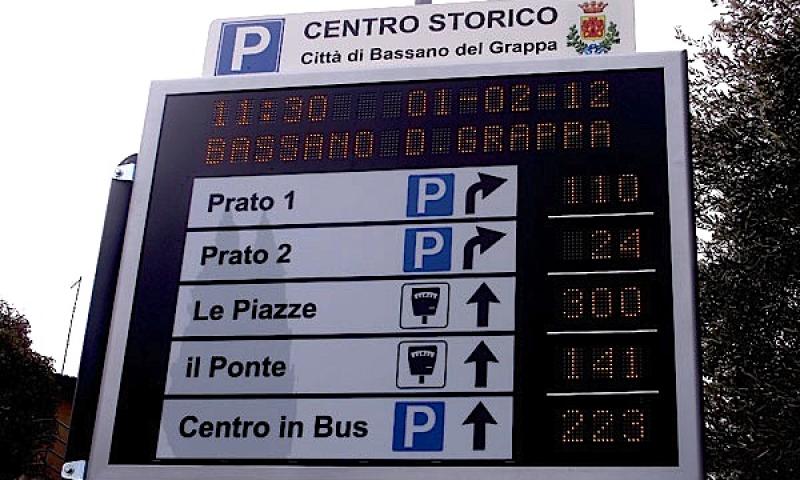 P CENTRO STORICO
Città di Bassano del Grappa
11:30 01-02-12
BASSANO D GRAPPA
Prato 1 P 110
Prato 2 P 24
Le Piazze 300
il Ponte 141
Centro in Bus P 223